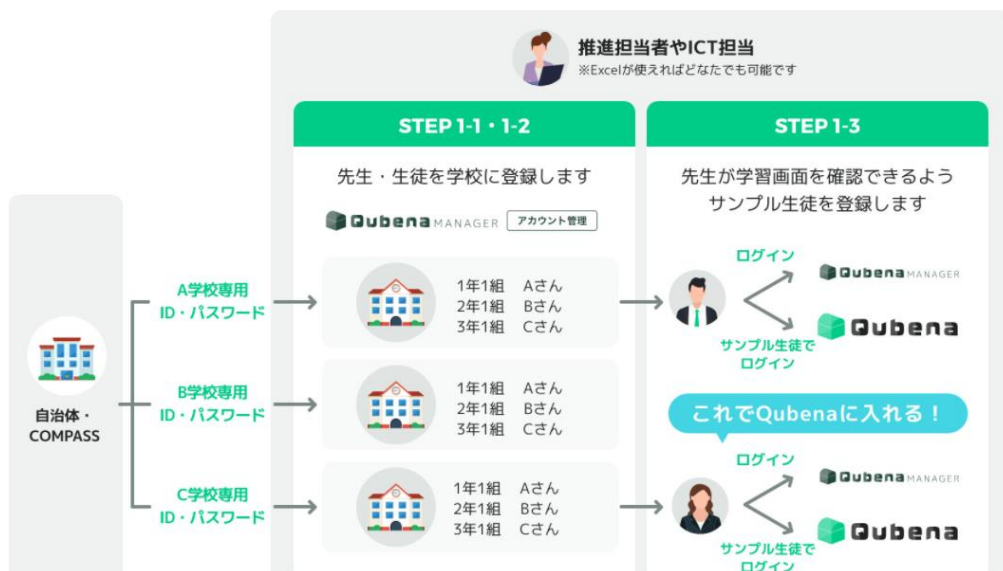 推進担当者やICT担当
※Excelが使えればどなたでも可能です
STEP 1-1・1-2
先生・生徒を学校に登録します
Qubena MANAGER アカウント管理
STEP 1-3
先生が学習画面を確認できるよう
サンプル生徒を登録します
自治体・
COMPASS
A学校専用
ID・パスワード
1年1組 Aさん
2年1組 Bさん
3年1組 Cさん
ログイン
Qubena MANAGER
Qubena
サンプル生徒で
ログイン
B学校専用
ID・パスワード
1年1組 Aさん
2年1組 Bさん
3年1組 Cさん
これでQubenaに入れる！
C学校専用
ID・パスワード
1年1組 Aさん
2年1組 Bさん
3年1組 Cさん
ログイン
Qubena MANAGER
Qubena
サンプル生徒で
ログイン